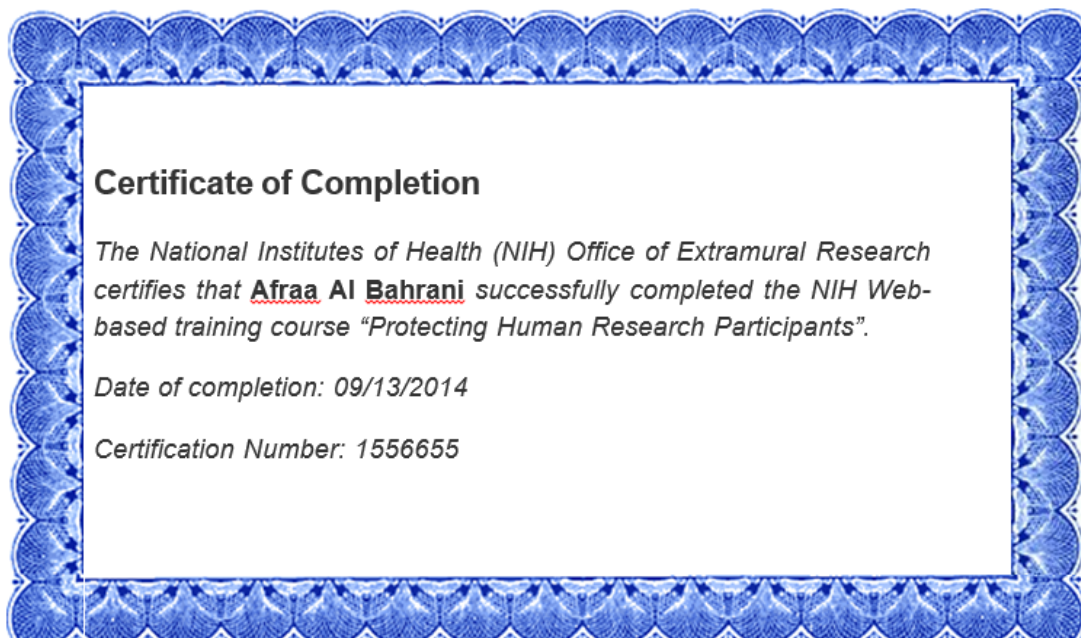 Certificate of Completion
The National Institutes of Health (NIH) Office of Extramural Research
certifies that Afraa Al Bahrani successfully completed the NIH Web-
based training course “Protecting Human Research Participants”.
Date of completion: 09/13/2014
Certification Number: 1556655